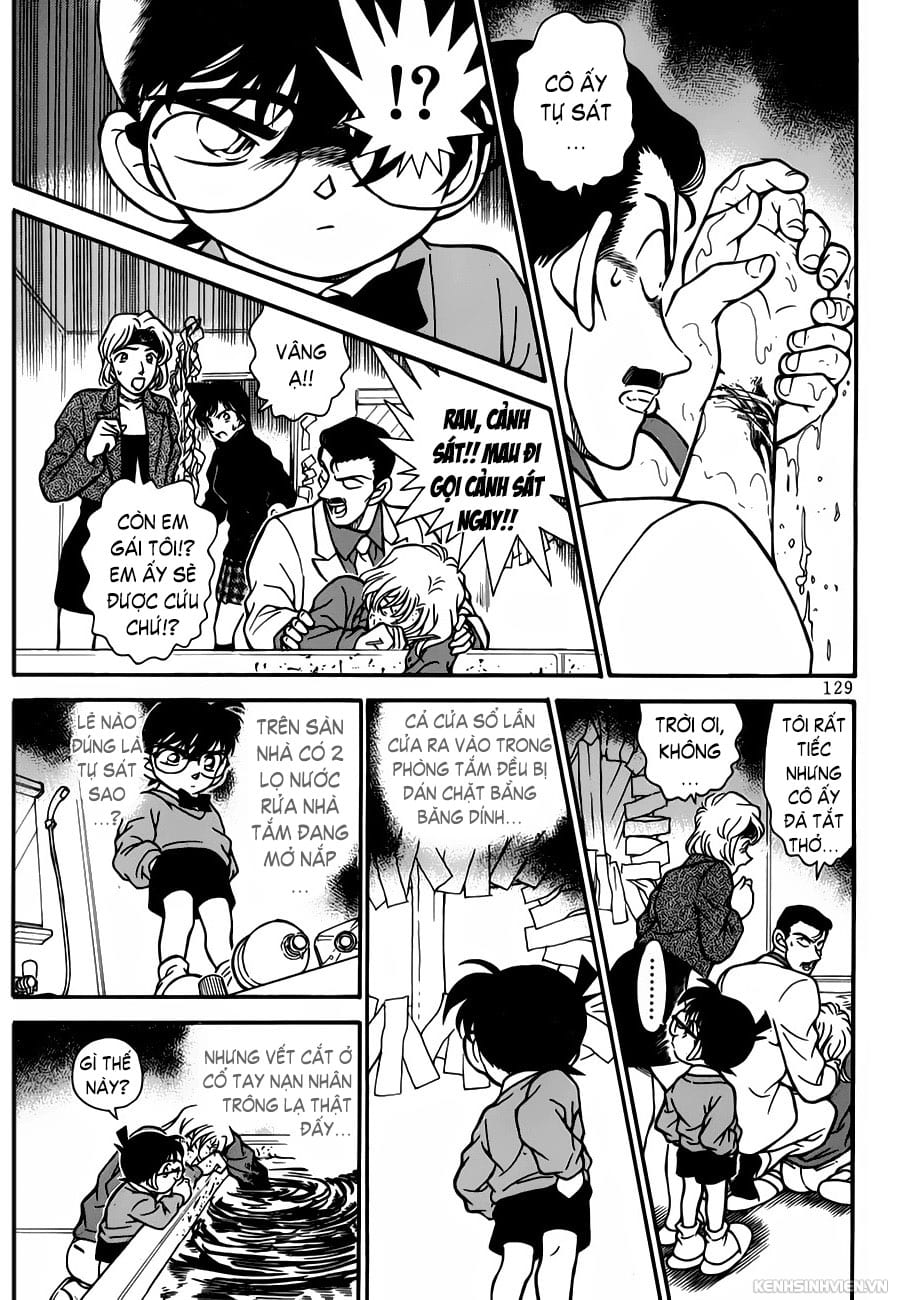 CÔ ẤY
TỰ SÁT
...
!?
RAN, CẢNH
SÁT!! MAU ĐI
GỌI CẢNH SÁT
NGAY!!
VÂNG
Ạ!!
CÒN EM
GÁI TÔI!?
EM ẤY SẼ
ĐƯỢC CỨU
CHỨ!?
129
TÔI RẤT
TIẾC
NHƯNG
CÔ ẤY
ĐÃ TẮT
THỞ...
TRỜI ƠI,
KHÔNG
...
........
CẢ CỬA SỔ LẪN
CỬA RA VÀO TRONG
PHÒNG TẮM ĐỀU BỊ
DÁN CHẶT BẰNG
BĂNG DÍNH...
TRÊN SÀN
NHÀ CÓ 2
LỌ NƯỚC
RỬA NHÀ
TẮM ĐANG
MỞ NẮP
...
LẼ NÀO
ĐÚNG LÀ
TỰ SÁT
SAO
...?
NHƯNG VẾT CẮT Ở
CỔ TAY NẠN NHÂN
TRÔNG LẠ THẬT
ĐẤY...
GÌ THẾ
NÀY?
KENHSINHVIEN.VN